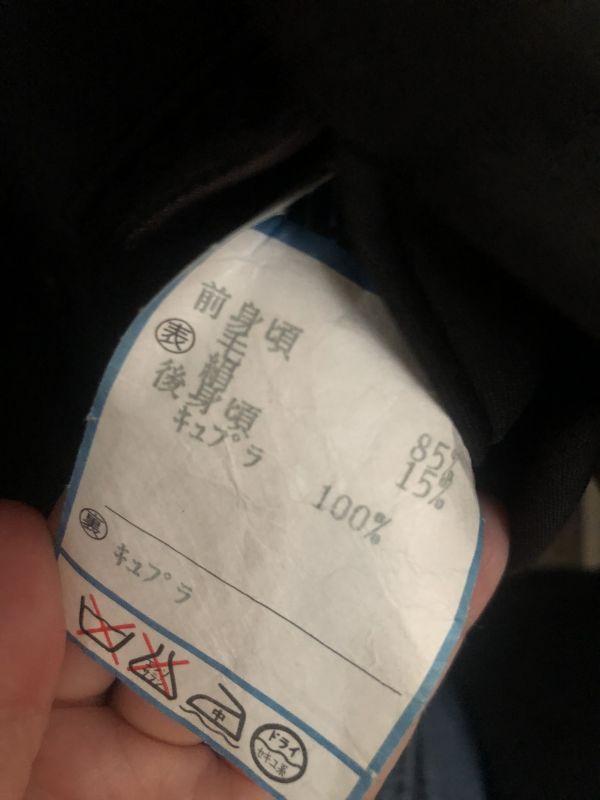 前身頃
表 毛 85%
絹 15%
後身頃
キュプラ 100%
裏 キュプラ
中
ドライ
セキユ系